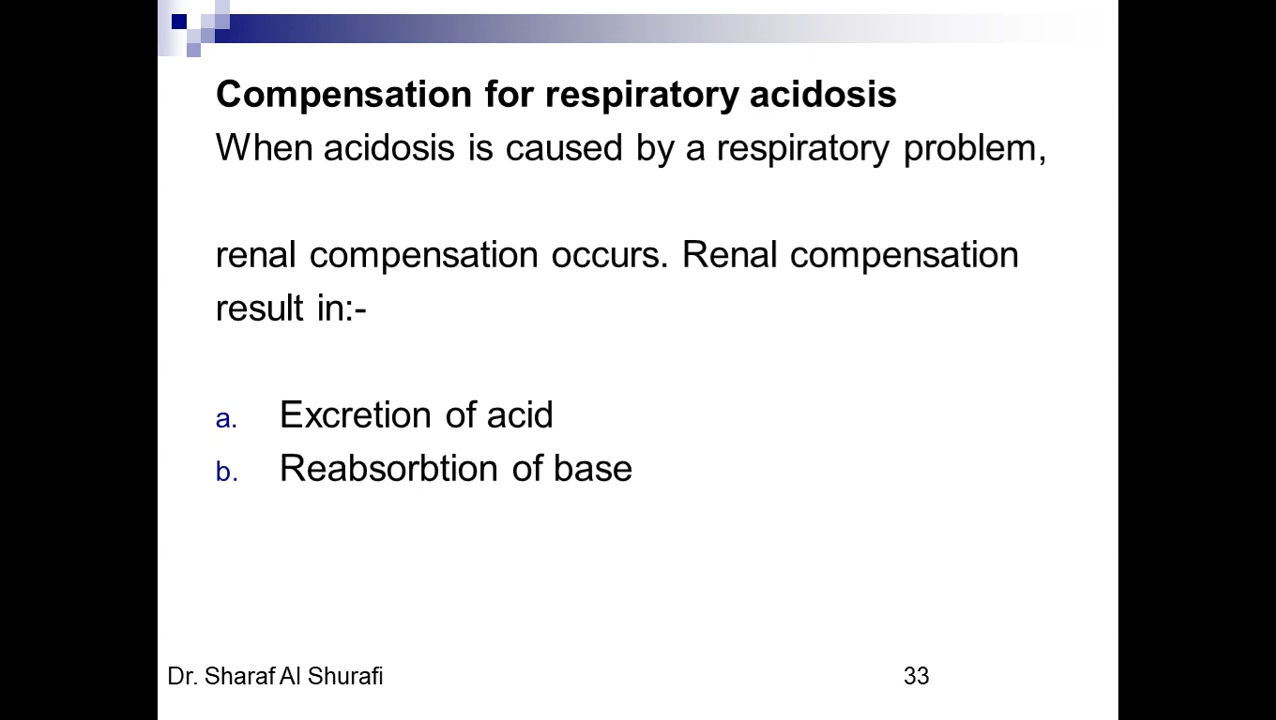 Compensation for respiratory acidosis
When acidosis is caused by a respiratory problem,
renal compensation occurs. Renal compensation
result in:-
a. Excretion of acid
b. Reabsorbtion of base
Dr. Sharaf Al Shurafi 33